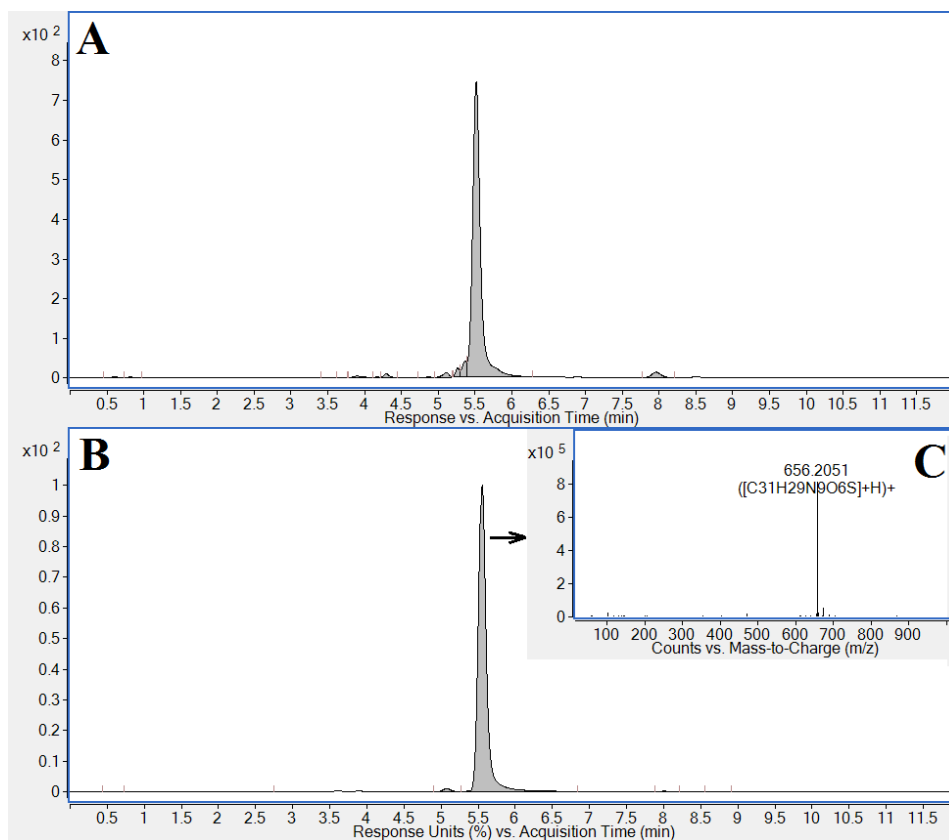 x10 2
A
8
7
6
5
4
3
2
1
0
0.5 1 1.5 2 2.5 3 3.5 4 4.5 5 5.5 6 6.5 7 7.5 8 8.5 9 9.5 10 10.5 11 11.5
Response vs. Acquisition Time (min)
x10 2
B
1
0.9
0.8
0.7
0.6
0.5
0.4
0.3
0.2
0.1
0
0.5 1 1.5 2 2.5 3 3.5 4 4.5 5 5.5 6 6.5 7 7.5 8 8.5 9 9.5 10 10.5 11 11.5
Response Units (%) vs. Acquisition Time (min)
x10 5
C
656.2051
([C31H29N9O6S]+H)+
8
6
4
2
0
100 200 300 400 500 600 700 800 900
Counts vs. Mass-to-Charge (m/z)